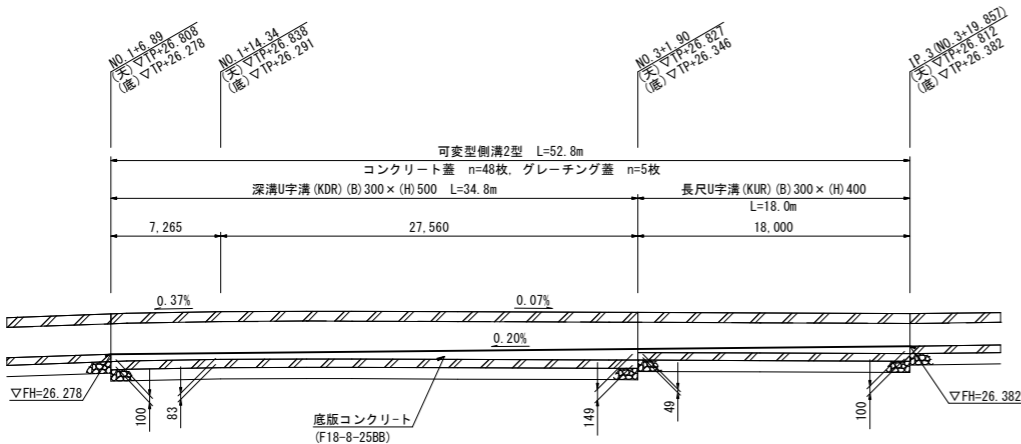 NO.1+6.89
(天)▽TP+26.808
(底)▽TP+26.278
NO.1+14.34
(天)▽TP+26.838
(底)▽TP+26.291
NO.3+1.90
(天)▽TP+26.827
(底)▽TP+26.346
IP.3(NO.3+19.857)
(天)▽TP+26.812
(底)▽TP+26.382
可変型側溝2型 L=52.8m
コンクリート蓋 n=48枚, グレーチング蓋 n=5枚
深溝U字溝(KDR)(B)300×(H)500 L=34.8m
長尺U字溝(KUR)(B)300×(H)400
L=18.0m
7,265
27,560
18,000
0.37%
0.07%
0.20%
▽FH=26.278
100
83
底版コンクリート
(F18-8-25BB)
149
49
100
▽FH=26.382